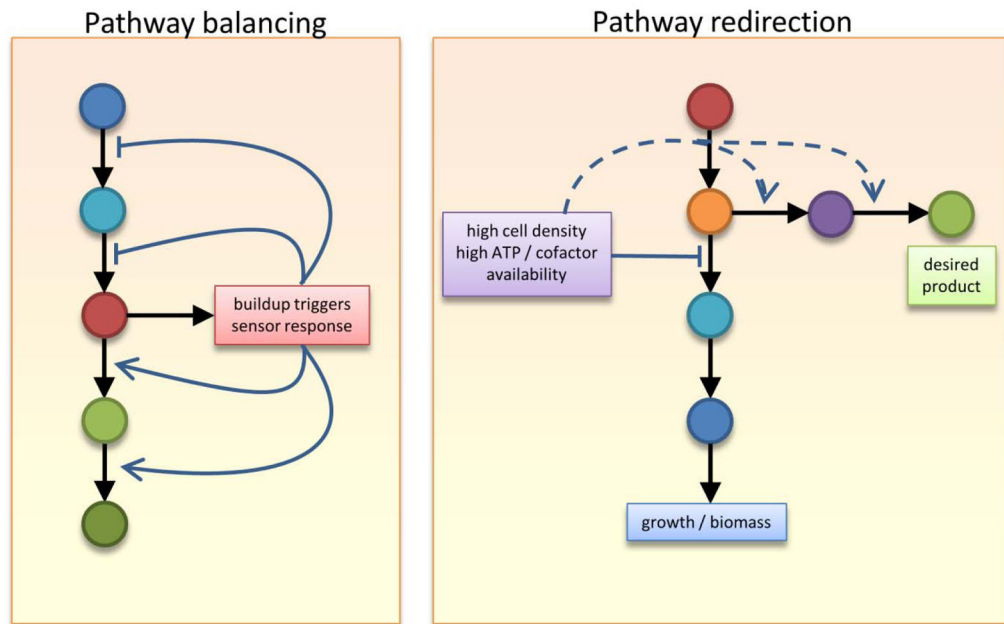 Pathway balancing
Pathway redirection
buildup triggers
sensor response
high cell density
high ATP / cofactor
availability
desired
product
growth / biomass